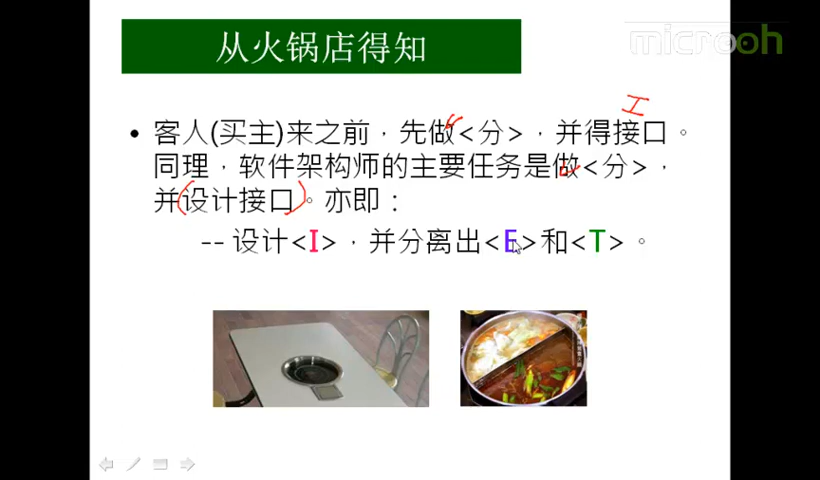 从火锅店得知
microoh
I
• 客人(买主)来之前，先做<分>，并得接口。
同理，软件架构师的主要任务是做<分>，
并(设计接口)。亦即：
-- 设计<I>，并分离出<E>和<T>。